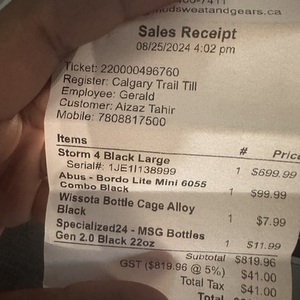 udsweatandgears.ca
Sales Receipt
08/25/2024 4:02 pm
Ticket: 220000496760
Register: Calgary Trail Till
Employee: Gerald
Customer: Aizaz Tahir
Mobile: 7808817500
Items # Price
Storm 4 Black Large 1 $699.99
Serial#: 1JE1I138999
Abus - Bordo Lite Mini 6055 1 $99.99
Combo Black
Wissota Bottle Cage Alloy 1 $7.99
Black
Specialized24 - MSG Bottles 1 $11.99
Gen 2.0 Black 22oz
Subtotal $819.96
GST ($819.96 @ 5%) $41.00
Total Tax $41.00
Total